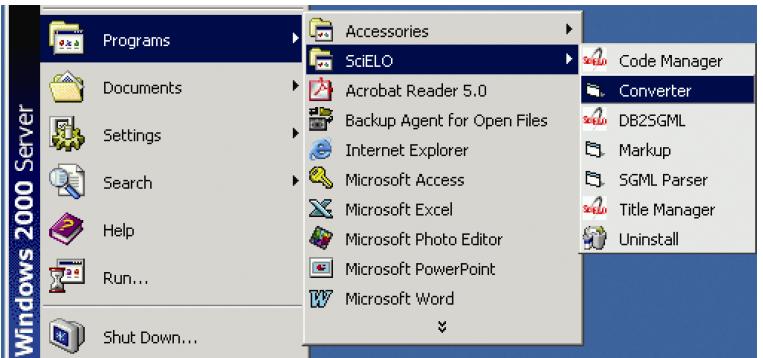 Windows 2000 Server
Programs
Documents
Settings
Search
Help
Run...
Shut Down...
Accessories
SciELO
Acrobat Reader 5.0
Backup Agent for Open Files
Internet Explorer
Microsoft Access
Microsoft Excel
Microsoft Photo Editor
Microsoft PowerPoint
Microsoft Word
Code Manager
Converter
DB2SGML
Markup
SGML Parser
Title Manager
Uninstall